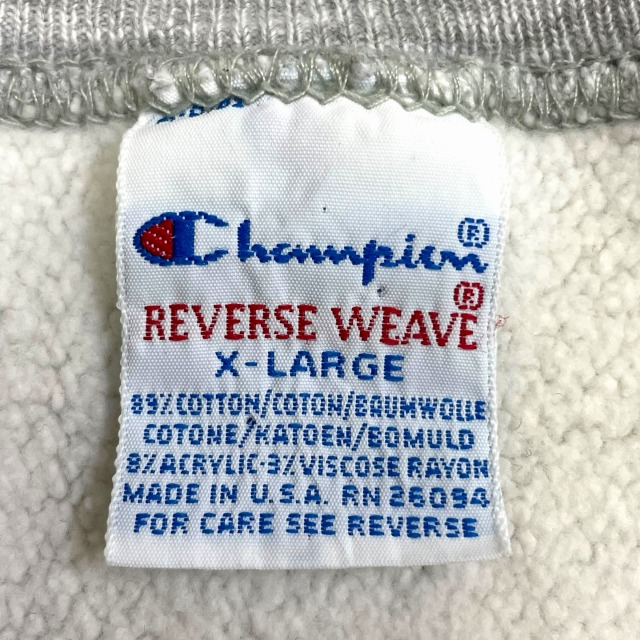 Champion®
REVERSE WEAVE®
X-LARGE
89% COTTON/COTON/BAUMWOLLE
COTONE/KATOEN/BOMULD
8% ACRYLIC-3% VISCOSE RAYON
MADE IN U.S.A. RN 26094
FOR CARE SEE REVERSE